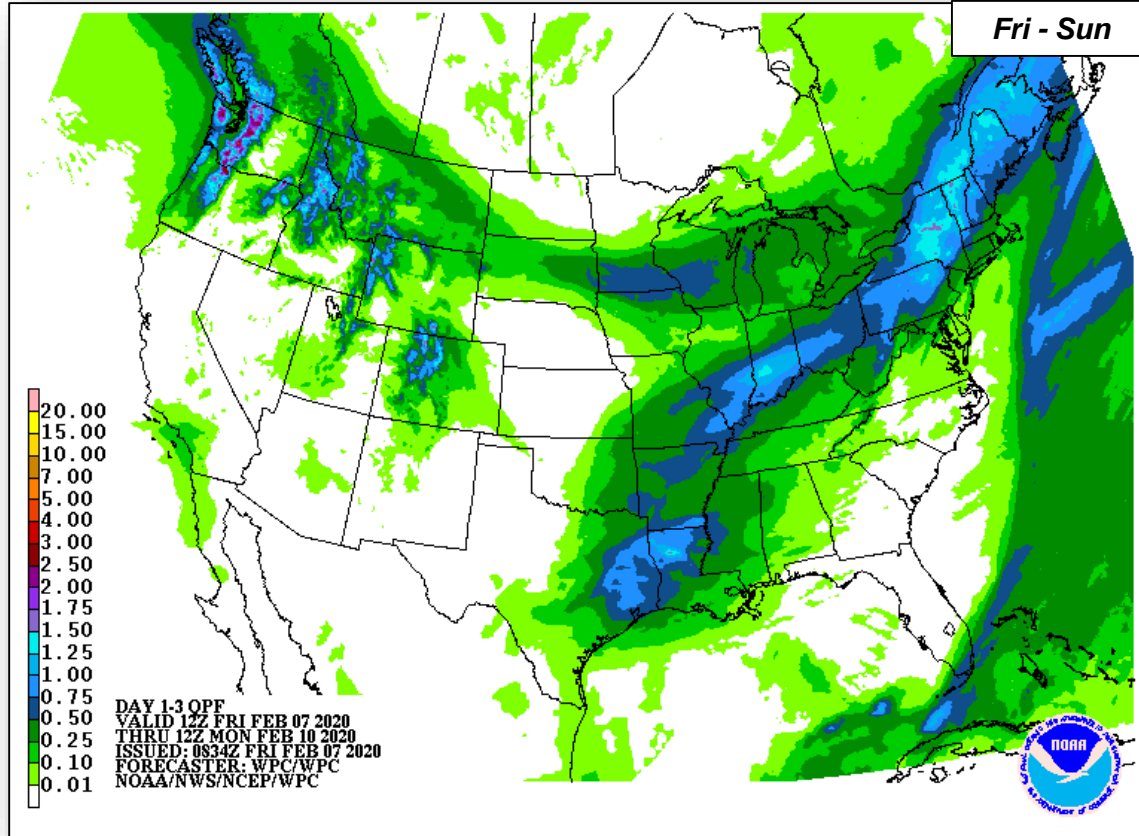 Fri - Sun
20.00
15.00
10.00
7.00
5.00
4.00
3.00
2.50
2.00
1.75
1.50
1.25
1.00
0.75
0.50
0.25
0.10
0.01
DAY 1-3 QPF
VALID 12Z FRI FEB 07 2020
THRU 12Z MON FEB 10 2020
ISSUED: 0834Z FRI FEB 07 2020
FORECASTER: WPC/WPC
NOAA/NWS/NCEP/WPC
NOAA